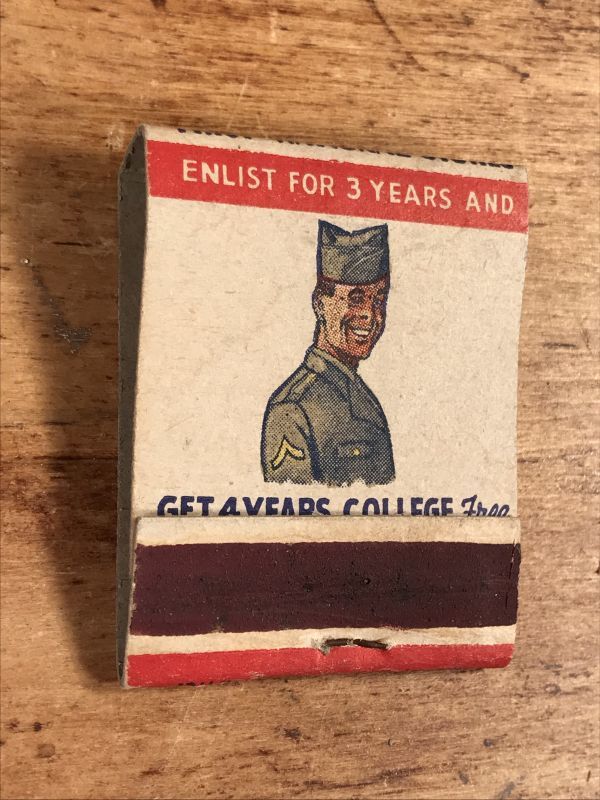 ENLIST FOR 3 YEARS AND
GET 4 YEARS COLLEGE Free